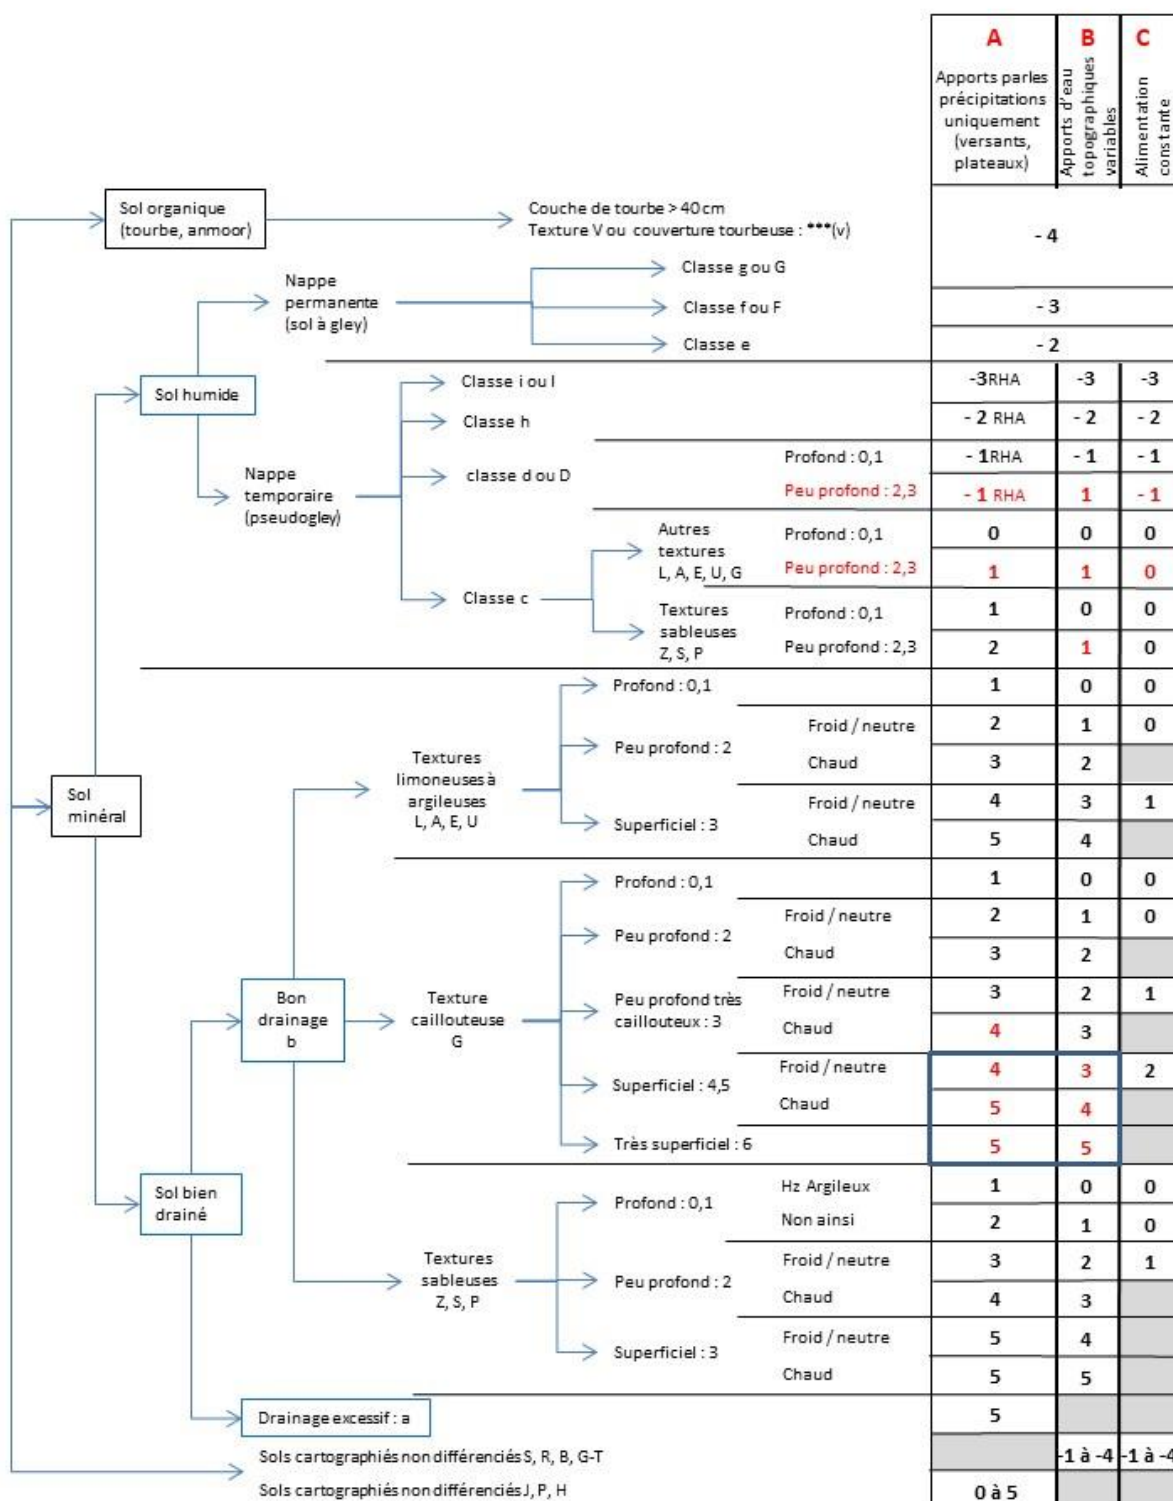 A
B
C
Apports parles
précipitations
uniquement
(versants,
plateaux)
Apports d'eau
topographiques
variables
Alimentation
constante
Sol organique
(tourbe, anmoor)
Couche de tourbe > 40 cm
Texture V ou couverture tourbeuse : ***(v)
- 4
Nappe
permanente
(sol à gley)
Classe g ou G
Classe f ou F
- 3
Classe e
- 2
Sol humide
Classe i ou I
-3RHA -3 -3
Classe h
- 2 RHA - 2 - 2
Nappe
temporaire
(pseudogley)
classe d ou D
Profond : 0,1
- 1RHA - 1 - 1
Peu profond : 2,3
- 1 RHA 1 - 1
Classe c
Autres
textures
L, A, E, U, G
Profond : 0,1
0 0 0
Peu profond : 2,3
1 1 0
Textures
sableuses
Z, S, P
Profond : 0,1
1 0 0
Peu profond : 2,3
2 1 0
Sol
minéral
Textures
limoneuses à
argileuses
L, A, E, U
Profond : 0,1
1 0 0
Peu profond : 2
Froid / neutre
2 1 0
Chaud
3 2
Superficiel : 3
Froid / neutre
4 3 1
Chaud
5 4
Bon
drainage
b
Texture
caillouteuse
G
Profond : 0,1
1 0 0
Peu profond : 2
Froid / neutre
2 1 0
Chaud
3 2
Peu profond très
caillouteux : 3
Froid / neutre
3 2 1
Chaud
4 3
Superficiel : 4,5
Froid / neutre
4 3 2
Chaud
5 4
Très superficiel : 6
5 5
Sol bien
drainé
Textures
sableuses
Z, S, P
Profond : 0,1
Hz Argileux
1 0 0
Non ainsi
2 1 0
Peu profond : 2
Froid / neutre
3 2 1
Chaud
4 3
Superficiel : 3
Froid / neutre
5 4
Chaud
5 5
Drainage excessif : a
5
Sols cartographiés non différenciés S, R, B, G-T
-1 à -4 -1 à -4
Sols cartographiés non différenciés J, P, H
0 à 5